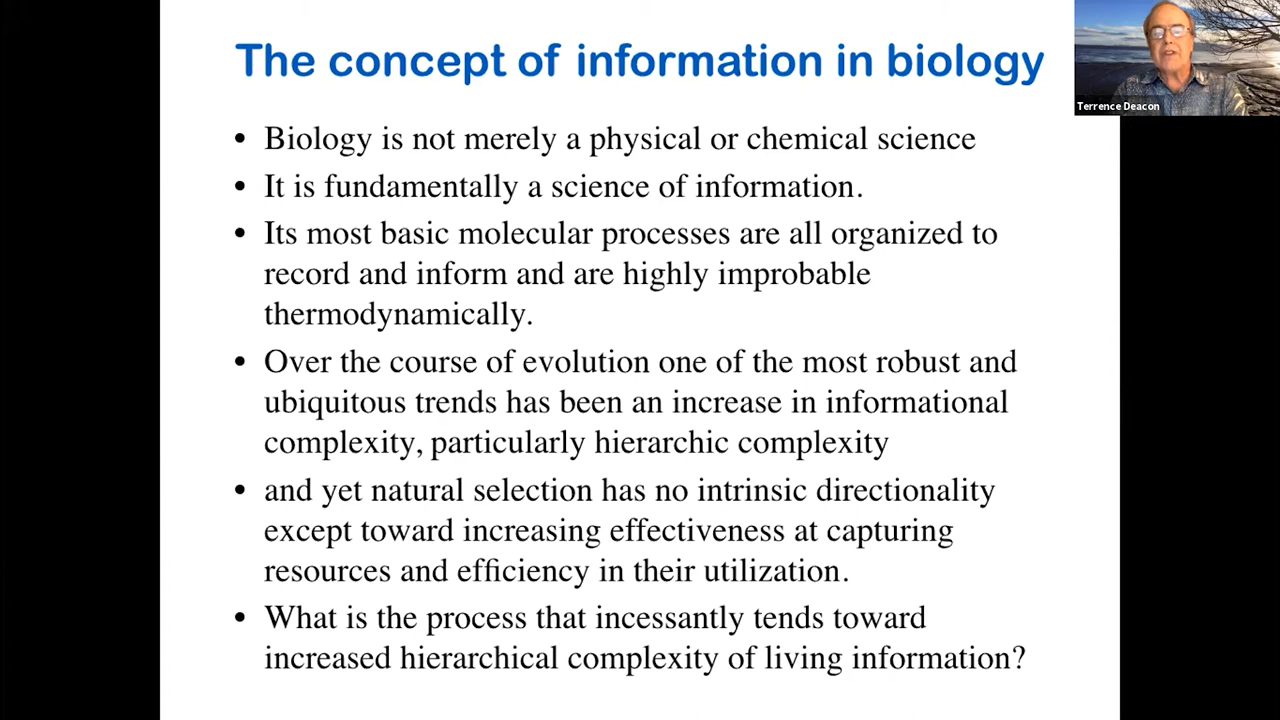 The concept of information in biology
Terrence Deacon
• Biology is not merely a physical or chemical science
• It is fundamentally a science of information.
• Its most basic molecular processes are all organized to
record and inform and are highly improbable
thermodynamically.
• Over the course of evolution one of the most robust and
ubiquitous trends has been an increase in informational
complexity, particularly hierarchic complexity
• and yet natural selection has no intrinsic directionality
except toward increasing effectiveness at capturing
resources and efficiency in their utilization.
• What is the process that incessantly tends toward
increased hierarchical complexity of living information?